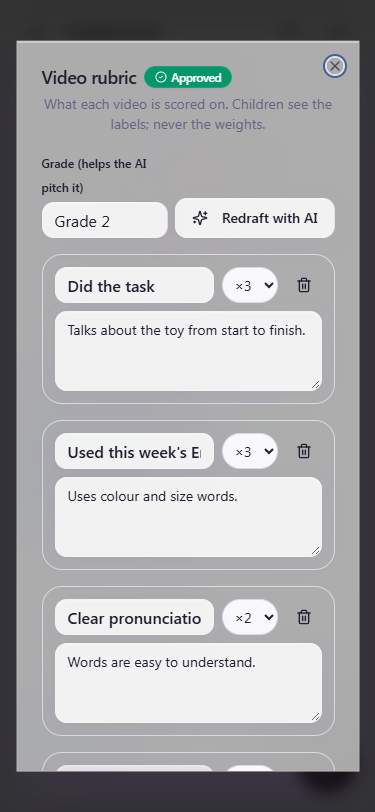 Video rubric
Approved
What each video is scored on. Children see the
labels; never the weights.
Grade (helps the AI
pitch it)
Grade 2
Redraft with AI
Did the task
×3
Talks about the toy from start to finish.
Used this week's
×3
Uses colour and size words.
Clear pronunciatio
×2
Words are easy to understand.